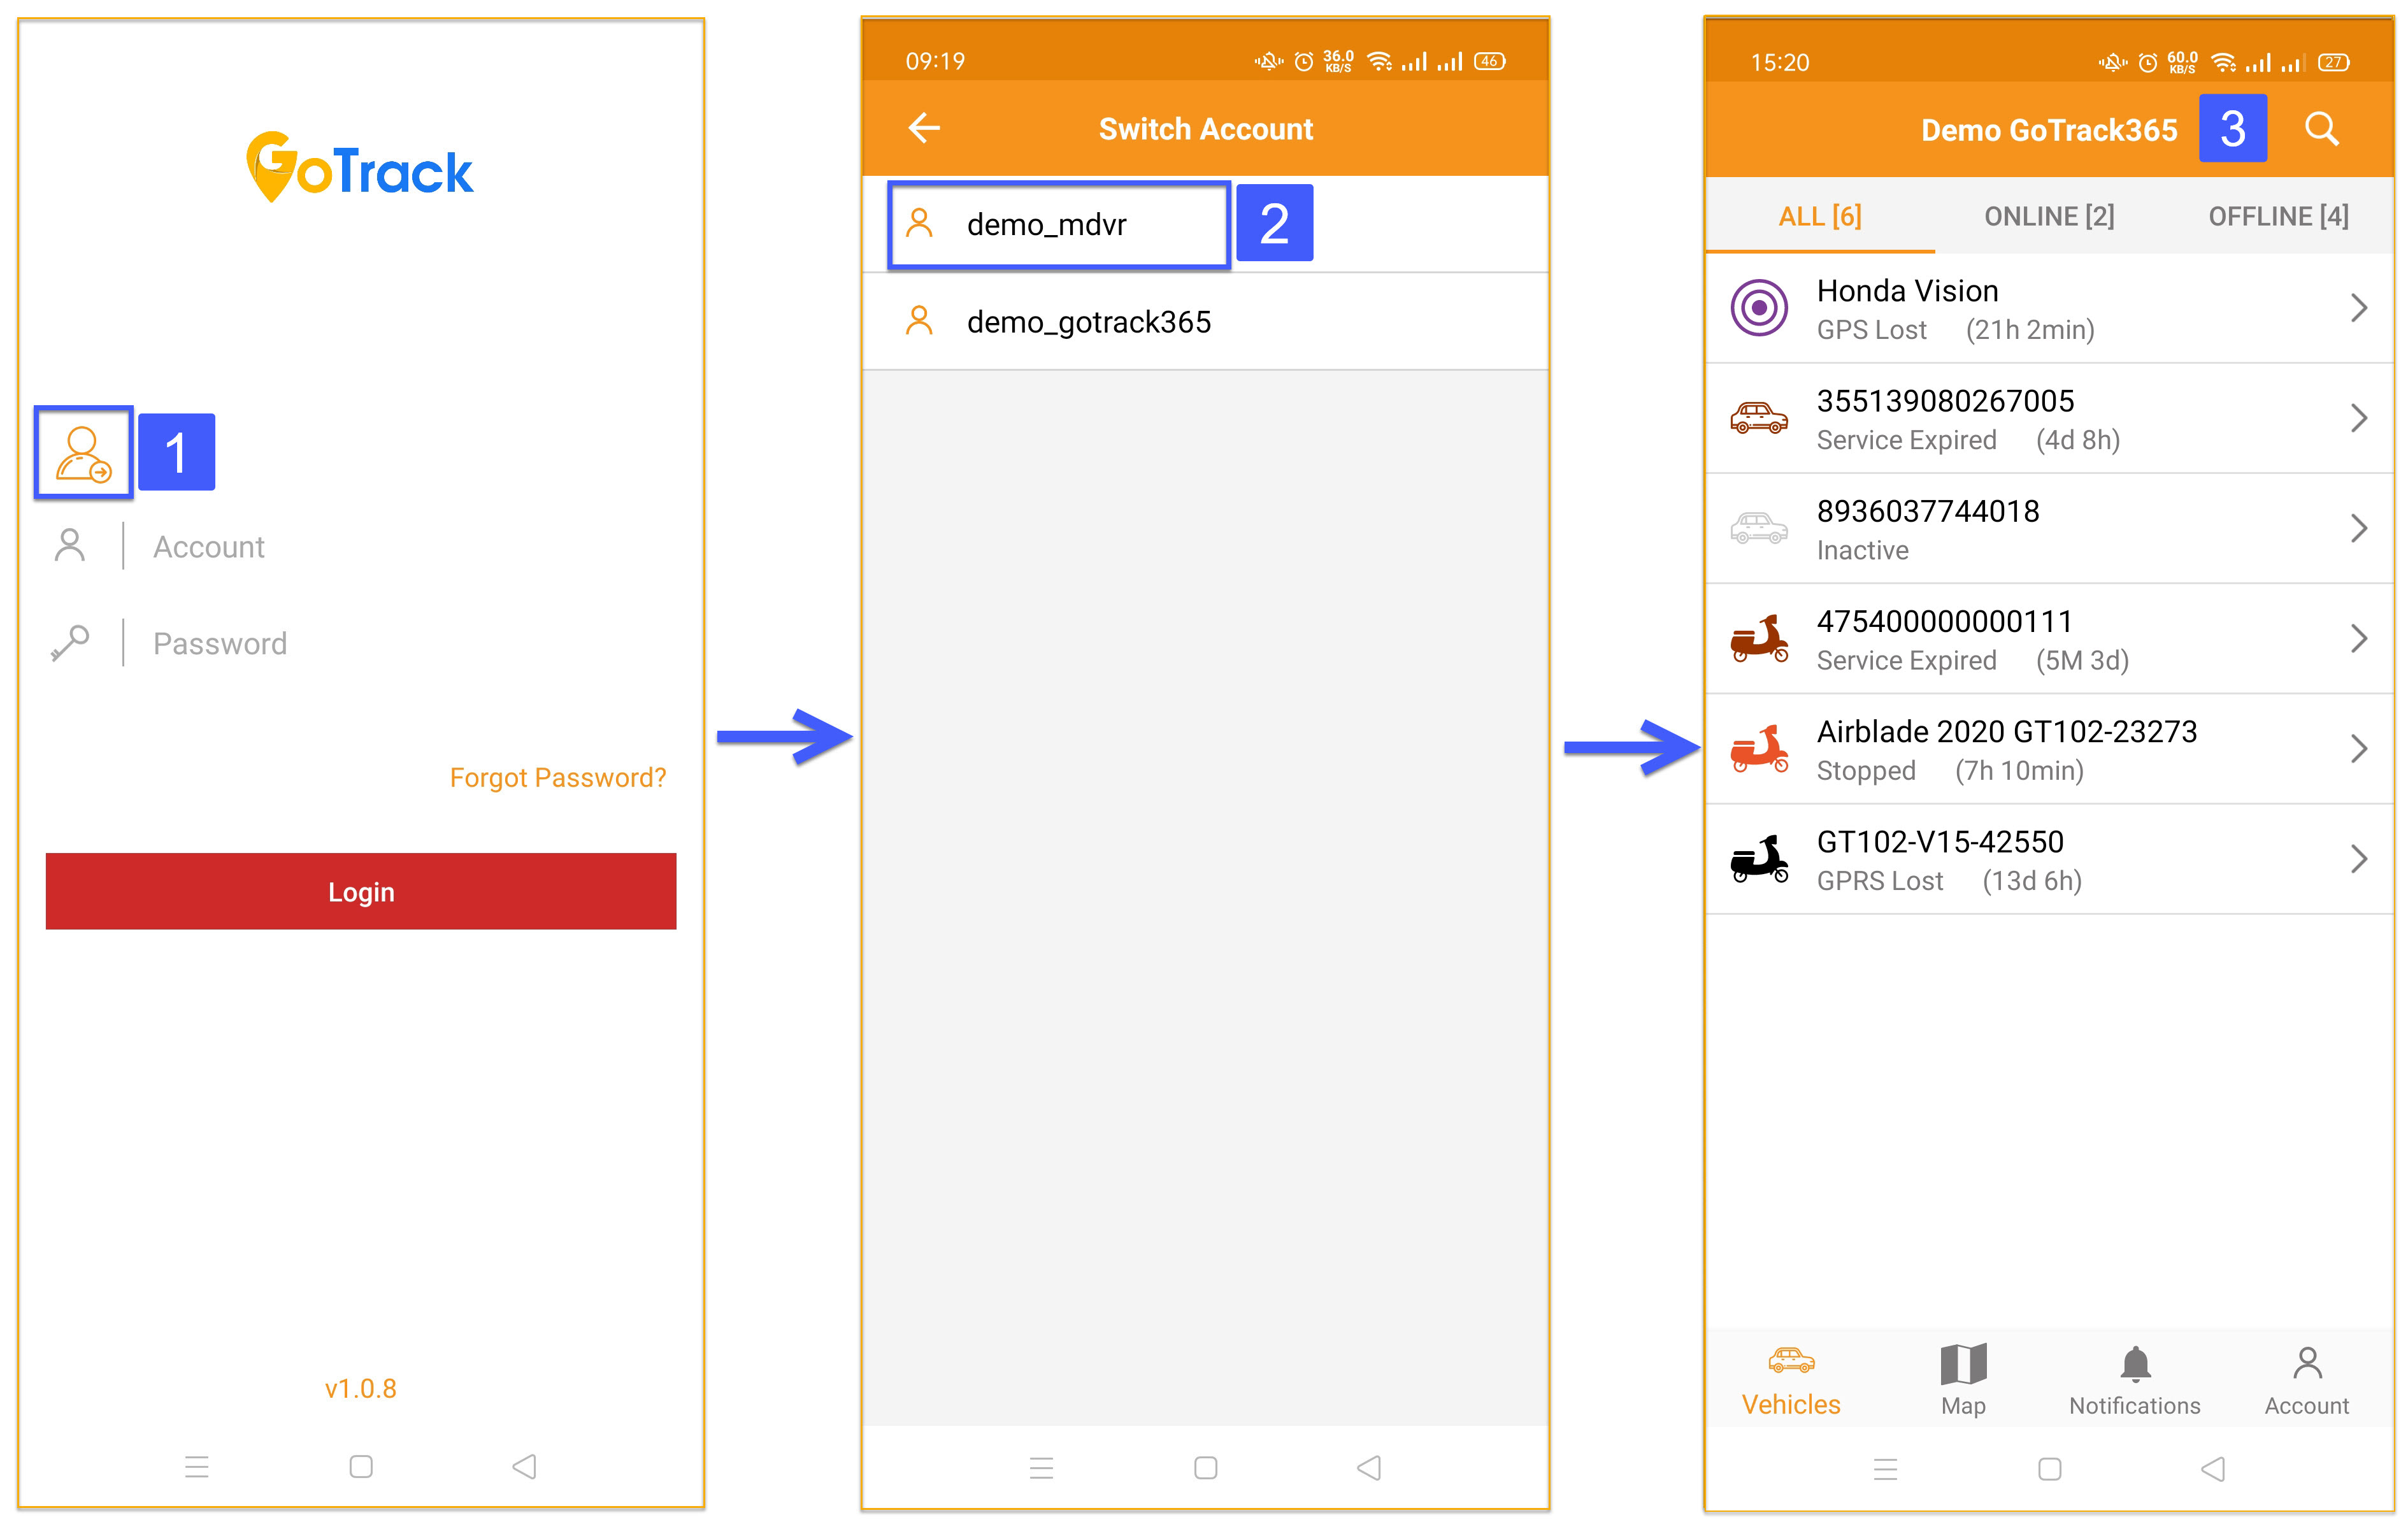 GoTrack
1
Account
Password
Forgot Password?
Login
v1.0.8
09:19 36.0 KB/S 46
Switch Account
demo_mdvr 2
demo_gotrack365
15:20 60.0 KB/S 27
Demo GoTrack365 3
ALL [6] ONLINE [2] OFFLINE [4]
Honda Vision
GPS Lost (21h 2min)
355139080267005
Service Expired (4d 8h)
8936037744018
Inactive
475400000000111
Service Expired (5M 3d)
Airblade 2020 GT102-23273
Stopped (7h 10min)
GT102-V15-42550
GPRS Lost (13d 6h)
Vehicles Map Notifications Account